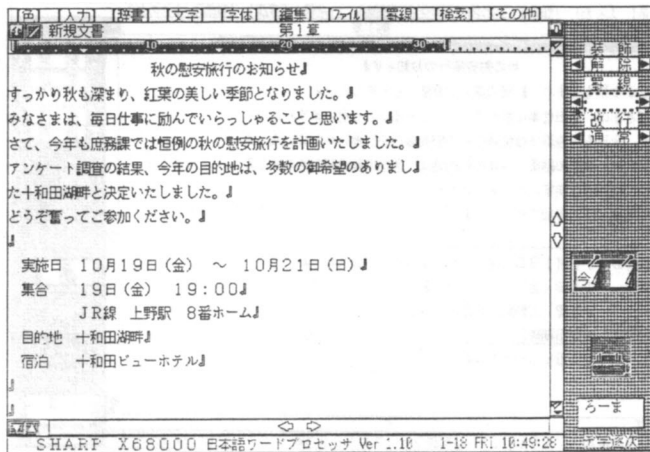 [色] [入力] [辞書] [文字] [字体] [編集] [ファイル] [罫線] [検索] [その他]
新規文書 第1章
10 20 30
秋の慰安旅行のお知らせ
すっかり秋も深まり、紅葉の美しい季節となりました。
みなさまは、毎日仕事に励んでいらっしゃることと思います。
さて、今年も庶務課では恒例の秋の慰安旅行を計画いたしました。
アンケート調査の結果、今年の目的地は、多数の御希望のありまし
た十和田湖畔と決定いたしました。
どうぞ奮ってご参加ください。
実施日 10月19日(金) ~ 10月21日(日)
集合 19日(金) 19:00
JR線 上野駅 8番ホーム
目的地 十和田湖畔
宿泊 十和田ビューホテル
装飾
解除
罫線
改行
通常
今
ろーま
SHARP X68000 日本語ワードプロセッサ Ver 1.10 1-18 FRI 10:49:28